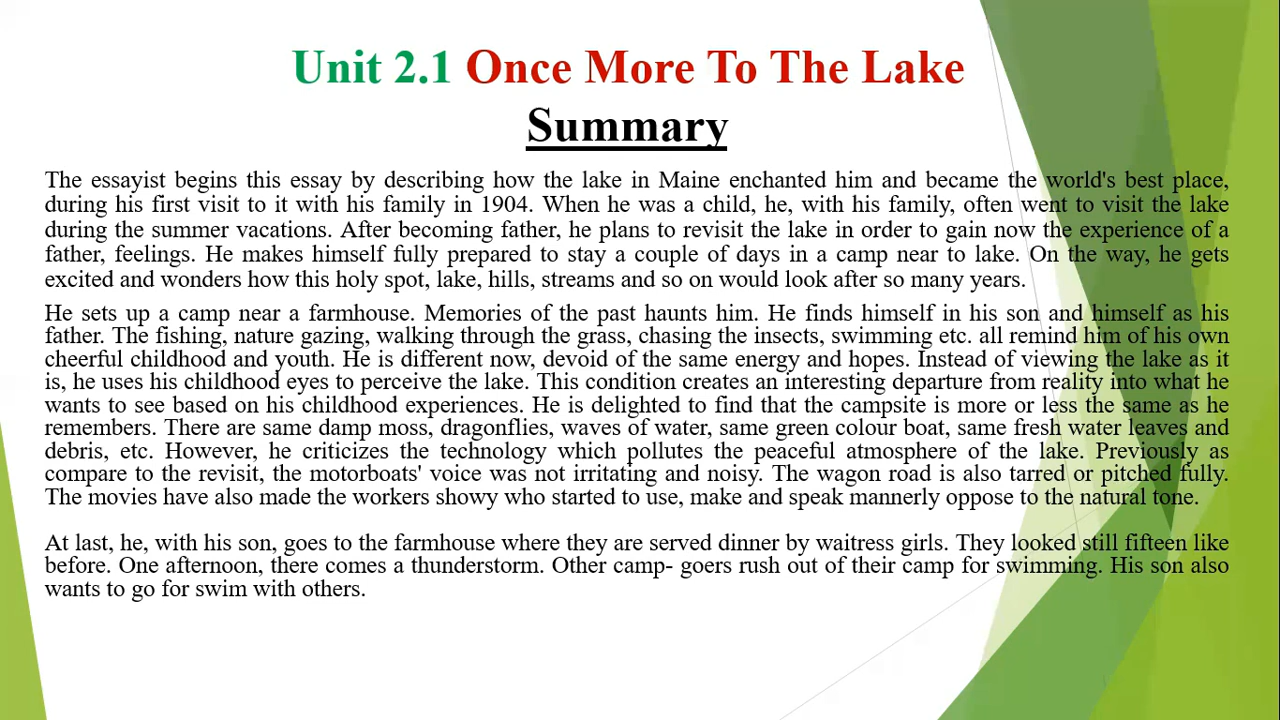 Unit 2.1 Once More To The Lake
Summary
The essayist begins this essay by describing how the lake in Maine enchanted him and became the world's best place,
during his first visit to it with his family in 1904. When he was a child, he, with his family, often went to visit the lake
during the summer vacations. After becoming father, he plans to revisit the lake in order to gain now the experience of a
father, feelings. He makes himself fully prepared to stay a couple of days in a camp near to lake. On the way, he gets
excited and wonders how this holy spot, lake, hills, streams and so on would look after so many years.
He sets up a camp near a farmhouse. Memories of the past haunts him. He finds himself in his son and himself as his
father. The fishing, nature gazing, walking through the grass, chasing the insects, swimming etc. all remind him of his own
cheerful childhood and youth. He is different now, devoid of the same energy and hopes. Instead of viewing the lake as it
is, he uses his childhood eyes to perceive the lake. This condition creates an interesting departure from reality into what he
wants to see based on his childhood experiences. He is delighted to find that the campsite is more or less the same as he
remembers. There are same damp moss, dragonflies, waves of water, same green colour boat, same fresh water leaves and
debris, etc. However, he criticizes the technology which pollutes the peaceful atmosphere of the lake. Previously as
compare to the revisit, the motorboats' voice was not irritating and noisy. The wagon road is also tarred or pitched fully.
The movies have also made the workers showy who started to use, make and speak mannerly oppose to the natural tone.
At last, he, with his son, goes to the farmhouse where they are served dinner by waitress girls. They looked still fifteen like
before. One afternoon, there comes a thunderstorm. Other camp- goers rush out of their camp for swimming. His son also
wants to go for swim with others.